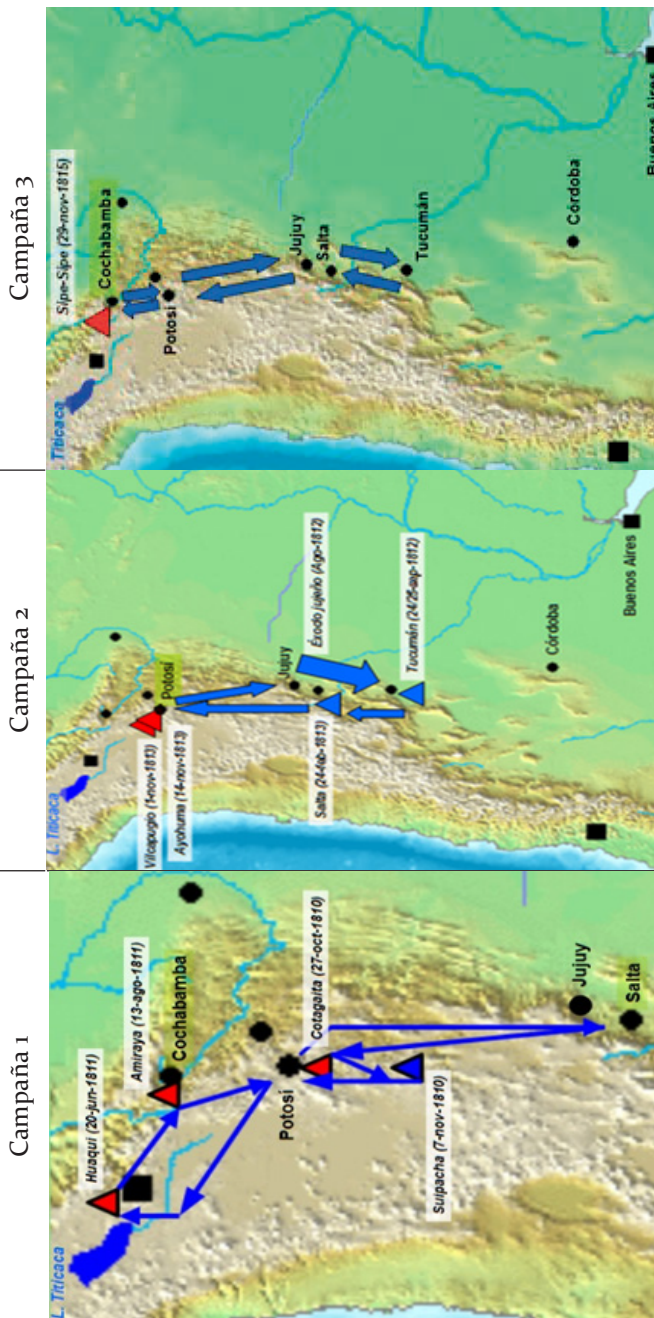 Campaña 1
L. Titicaca
Huaqui (20-jun-1811)
Amiraya (13-ago-1811)
Cochabamba
Potosí
Cotagaita (27-oct-1810)
Suipacha (7-nov-1810)
Jujuy
Salta
Campaña 2
L. Titicaca
Vilcapugio (1-nov-1813)
Potosí
Ayohuma (14-nov-1813)
Jujuy
Éxodo jujeño (Ago-1812)
Salta (24-feb-1813)
Tucumán (24/25-sep-1812)
Córdoba
Buenos Aires
Campaña 3
. Titicaca
Sipe-Sipe (29-nov-1815)
Cochabamba
Potosí
Jujuy
Salta
Tucumán
Córdoba
Buenos Aires